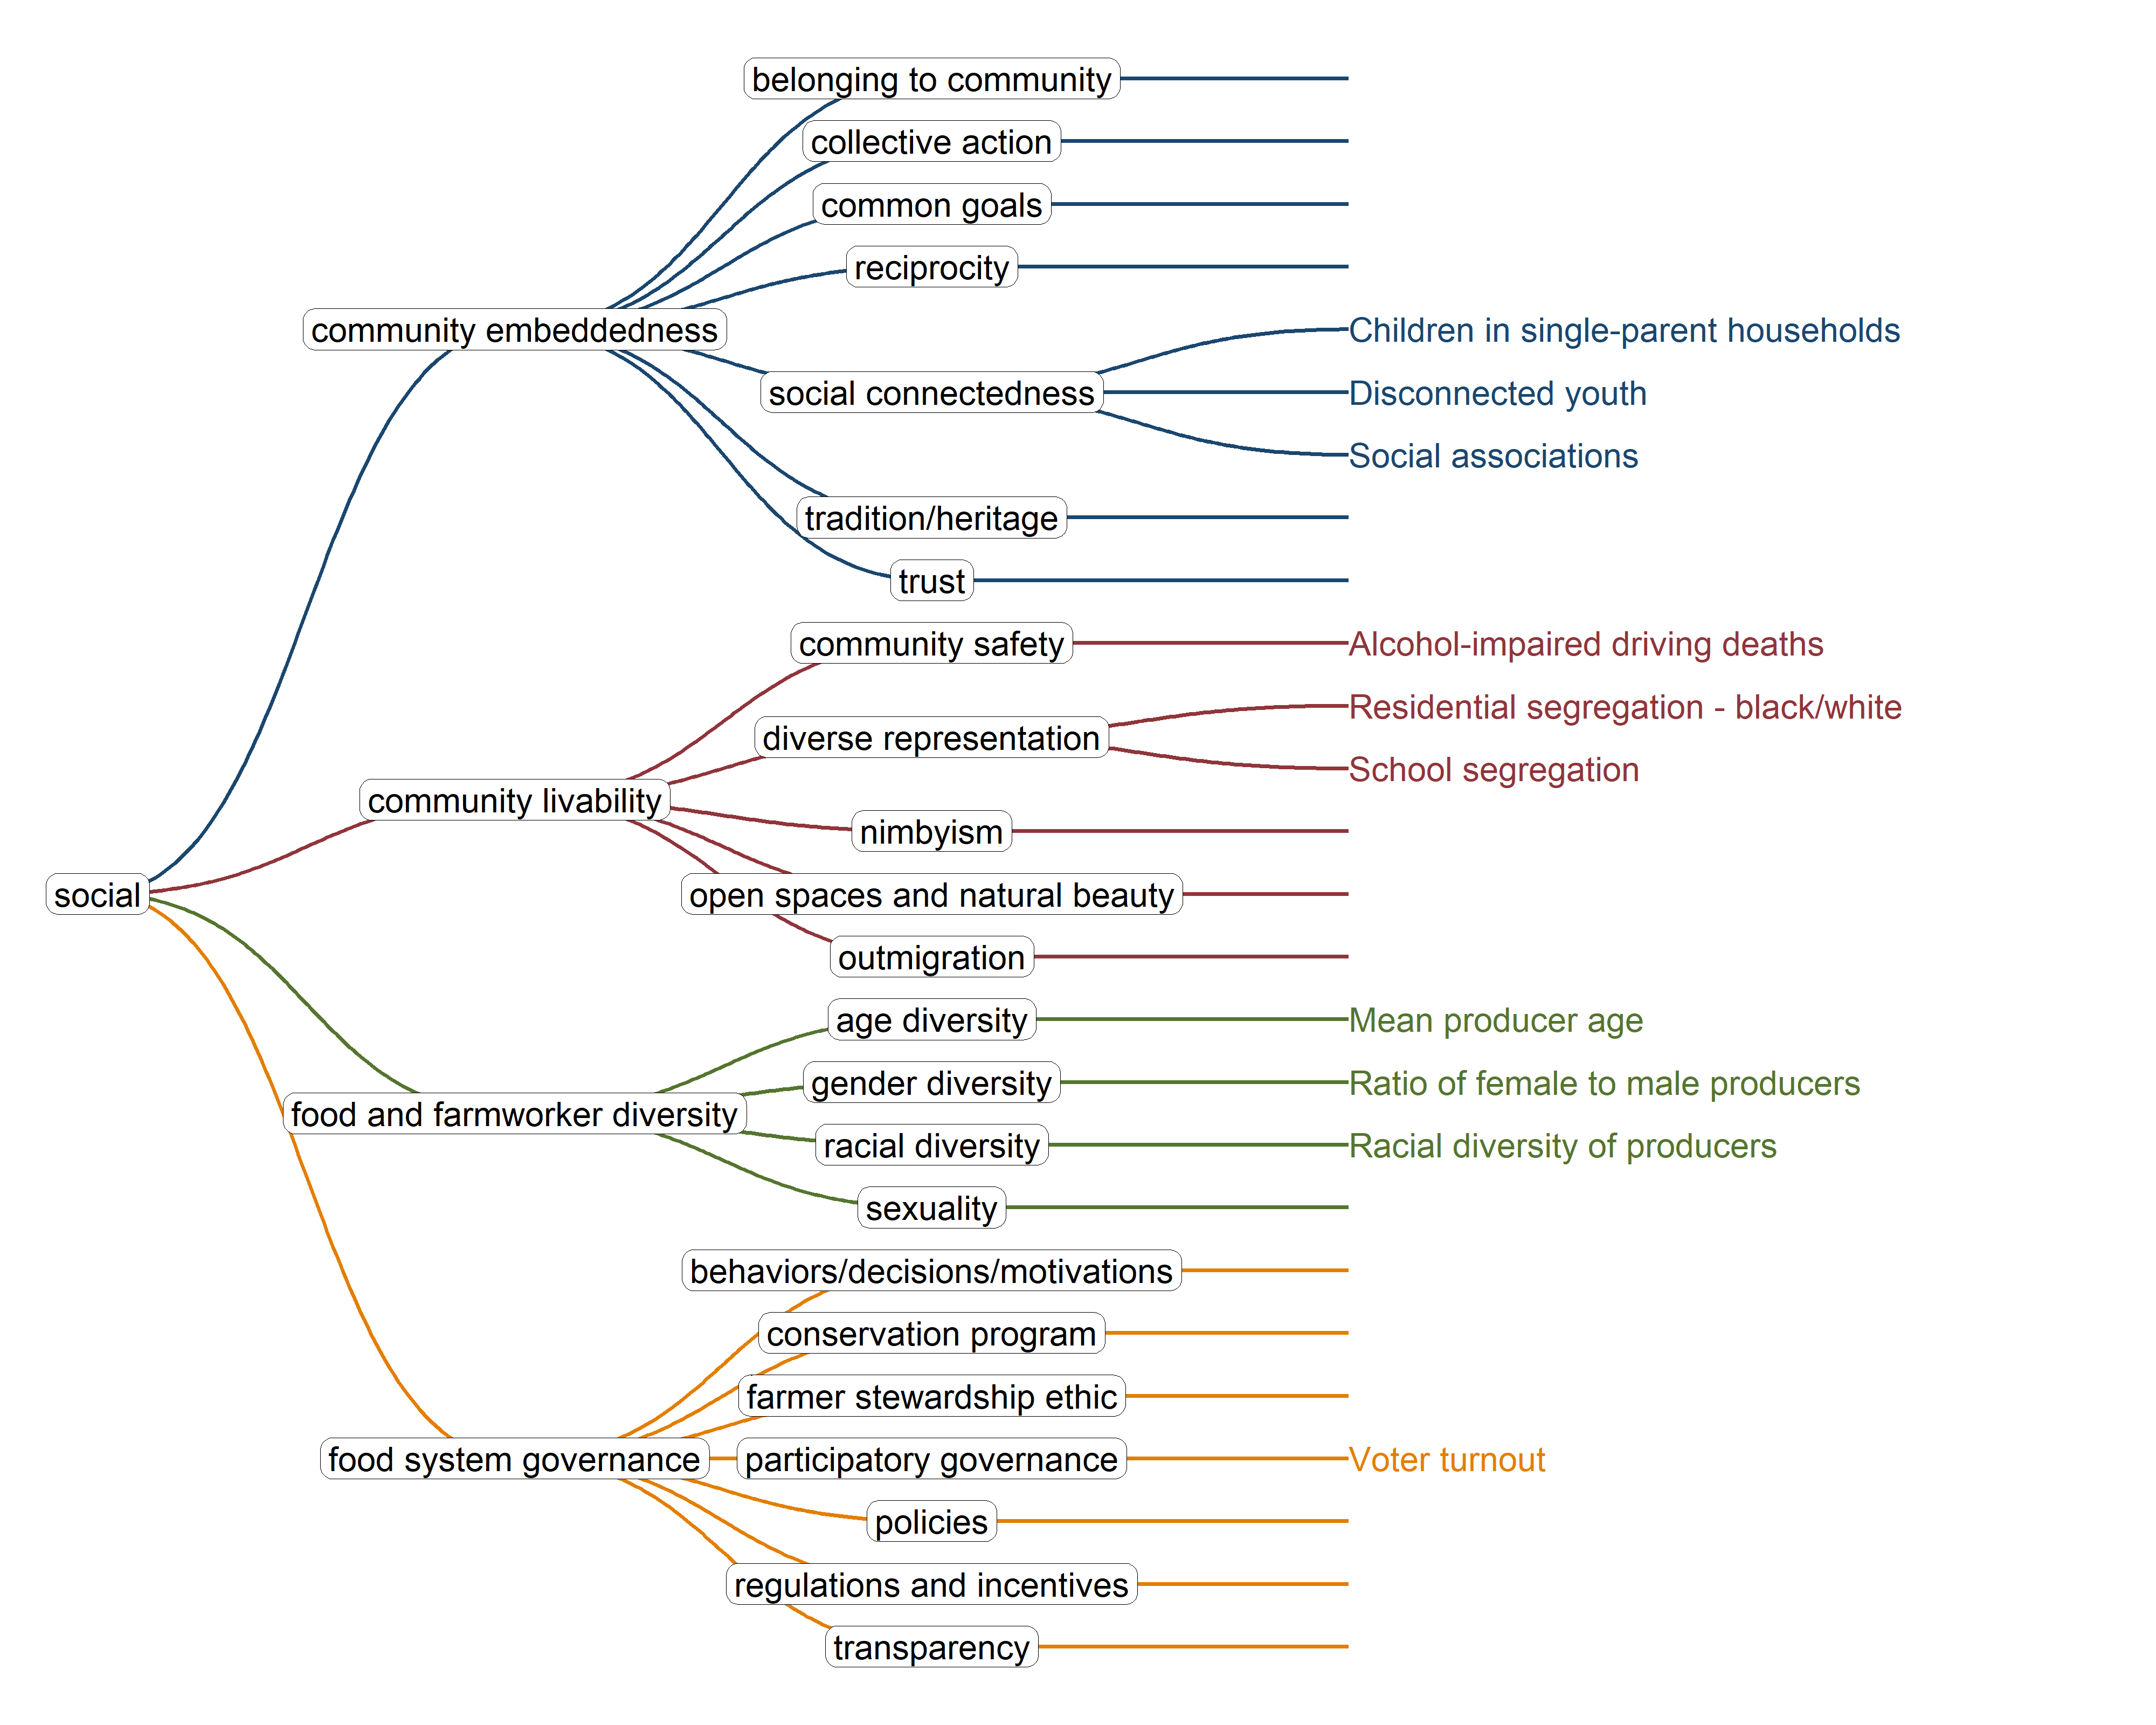 belonging to community
collective action
common goals
reciprocity
community embeddedness
Children in single-parent households
social connectedness
Disconnected youth
Social associations
tradition/heritage
trust
community safety
Alcohol-impaired driving deaths
diverse representation
Residential segregation - black/white
School segregation
community livability
nimbyism
social
open spaces and natural beauty
outmigration
age diversity
Mean producer age
gender diversity
Ratio of female to male producers
food and farmworker diversity
racial diversity
Racial diversity of producers
sexuality
behaviors/decisions/motivations
conservation program
farmer stewardship ethic
food system governance
participatory governance
Voter turnout
policies
regulations and incentives
transparency